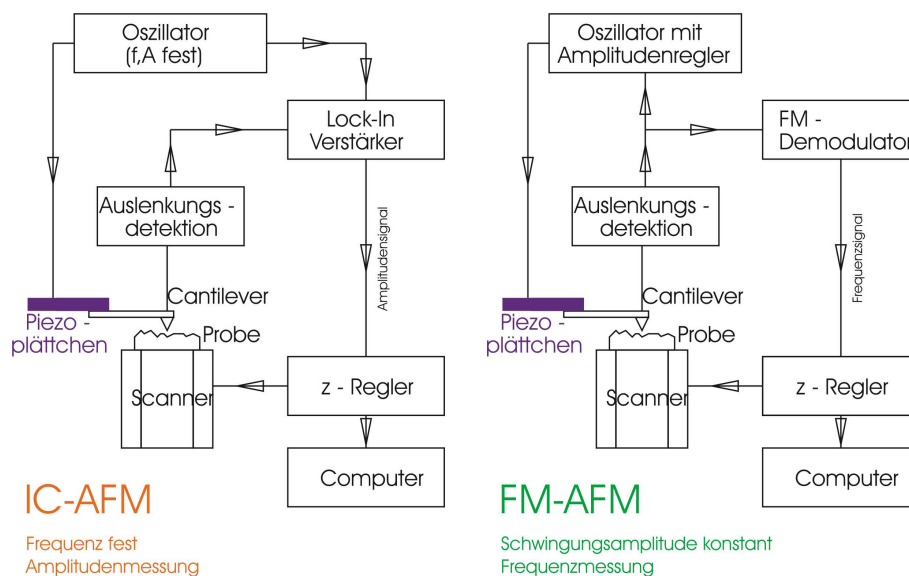 Oszillator
(f,A fest)
Lock-In
Verstärker
Auslenkungs -
detektion
Amplitudensignal
Cantilever
Piezo -
plättchen
Probe
Scanner
z - Regler
Computer
IC-AFM
Frequenz fest
Amplitudenmessung
Oszillator mit
Amplitudenregler
FM -
Demodulator
Auslenkungs -
detektion
Frequenzsignal
Cantilever
Piezo -
plättchen
Probe
Scanner
z - Regler
Computer
FM-AFM
Schwingungsamplitude konstant
Frequenzmessung